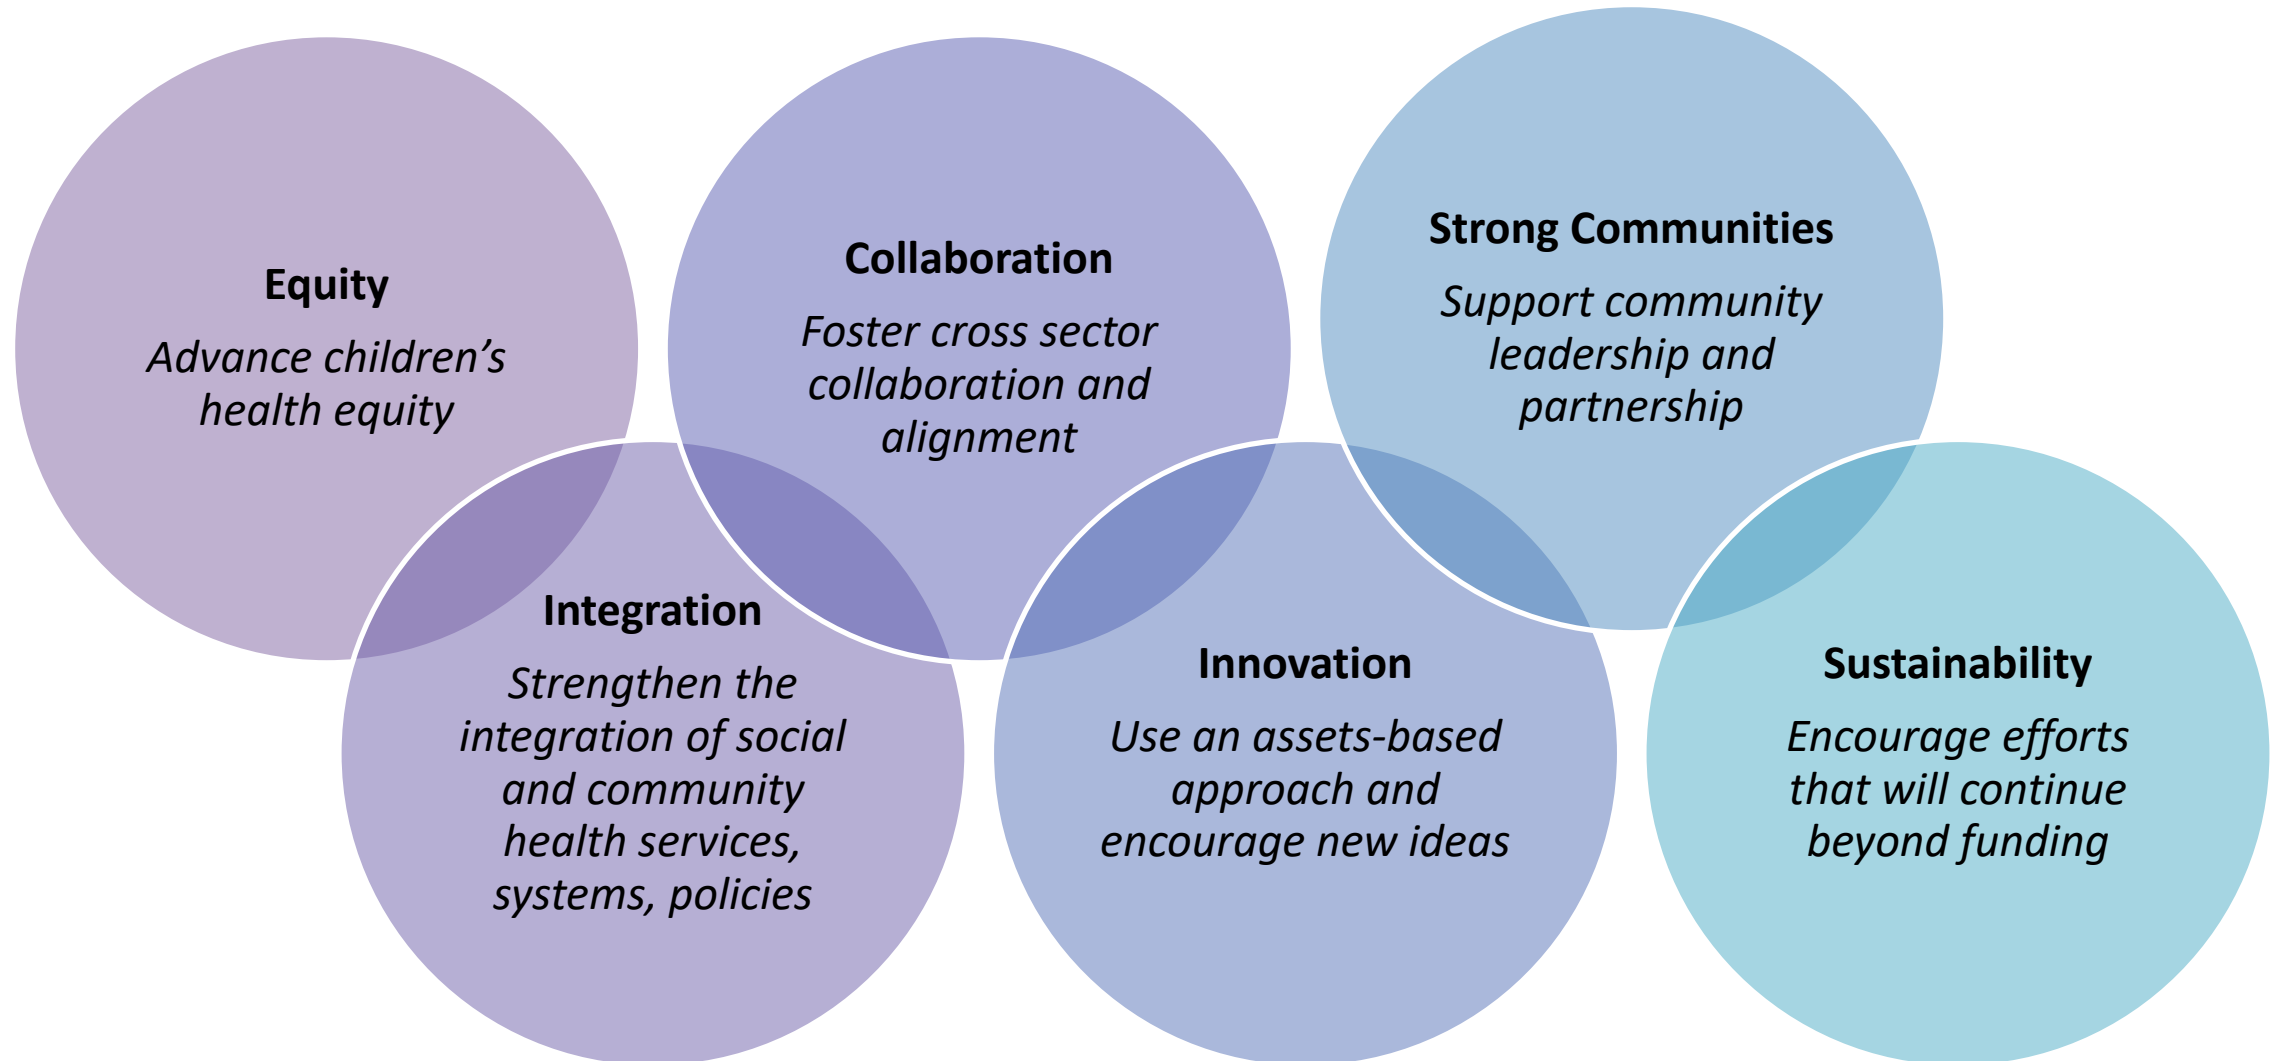 Equity
Advance children’s
health equity
Integration
Strengthen the
integration of social
and community
health services,
systems, policies
Collaboration
Foster cross sector
collaboration and
alignment
Innovation
Use an assets-based
approach and
encourage new ideas
Strong Communities
Support community
leadership and
partnership
Sustainability
Encourage efforts
that will continue
beyond funding